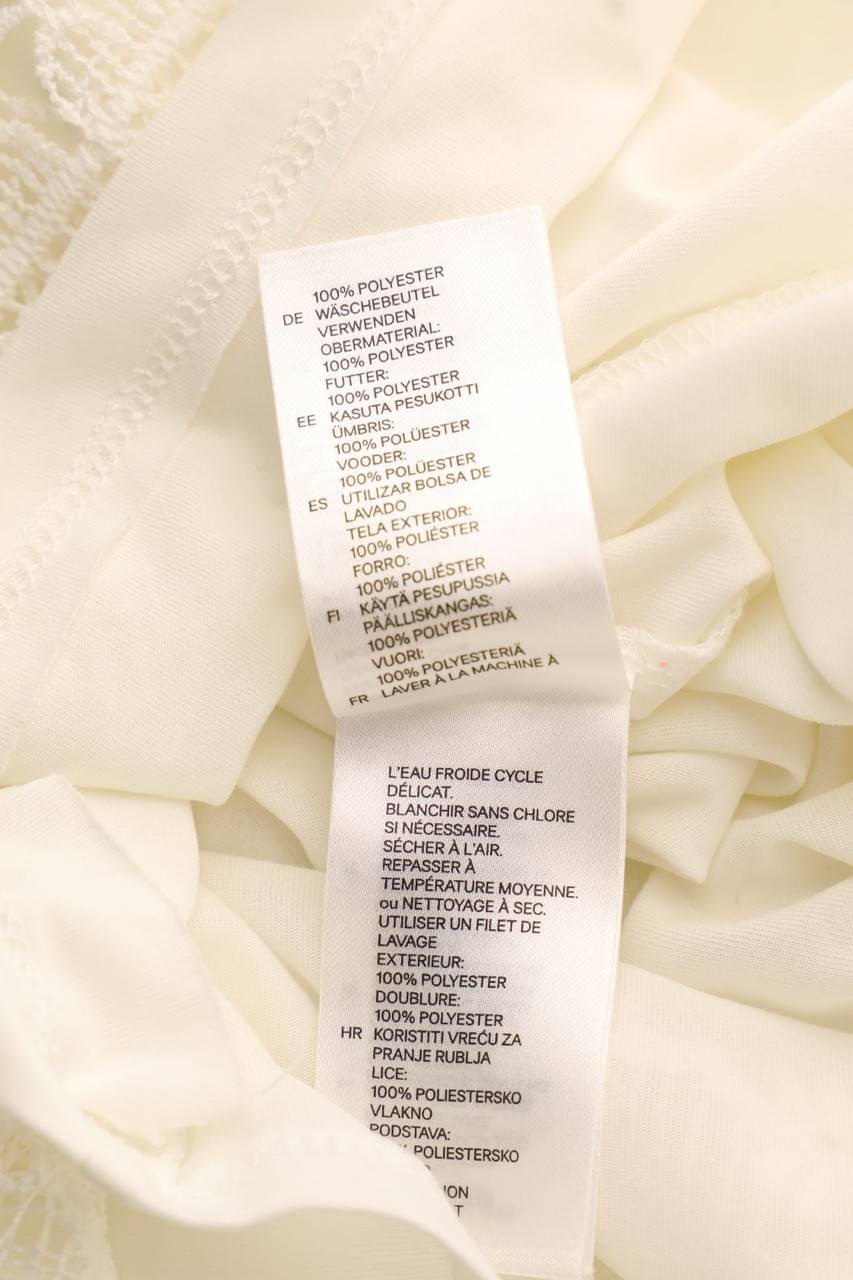 100% POLYESTER
DE WÄSCHEBEUTEL
VERWENDEN
OBERMATERIAL:
100% POLYESTER
FUTTER:
100% POLYESTER
EE KASUTA PESUKOTTI
ÜMBRIS:
100% POLÜESTER
VOODER:
100% POLÜESTER
ES UTILIZAR BOLSA DE
LAVADO
TELA EXTERIOR:
100% POLIÉSTER
FORRO:
100% POLIÉSTER
FI KÄYTÄ PESUPUSSIA
PÄÄLLISKANGAS:
100% POLYESTERIÄ
VUORI:
100% POLYESTERIÄ
FR LAVER À LA MACHINE À
L'EAU FROIDE CYCLE
DÉLICAT.
BLANCHIR SANS CHLORE
SI NÉCESSAIRE.
SÉCHER À L'AIR.
REPASSER À
TEMPÉRATURE MOYENNE.
ou NETTOYAGE À SEC.
UTILISER UN FILET DE
LAVAGE
EXTERIEUR:
100% POLYESTER
DOUBLURE:
100% POLYESTER
HR KORISTITI VREĆU ZA
PRANJE RUBLJA
LICE:
100% POLIESTERSKO
VLAKNO
PODSTAVA:
POLIESTERSKO